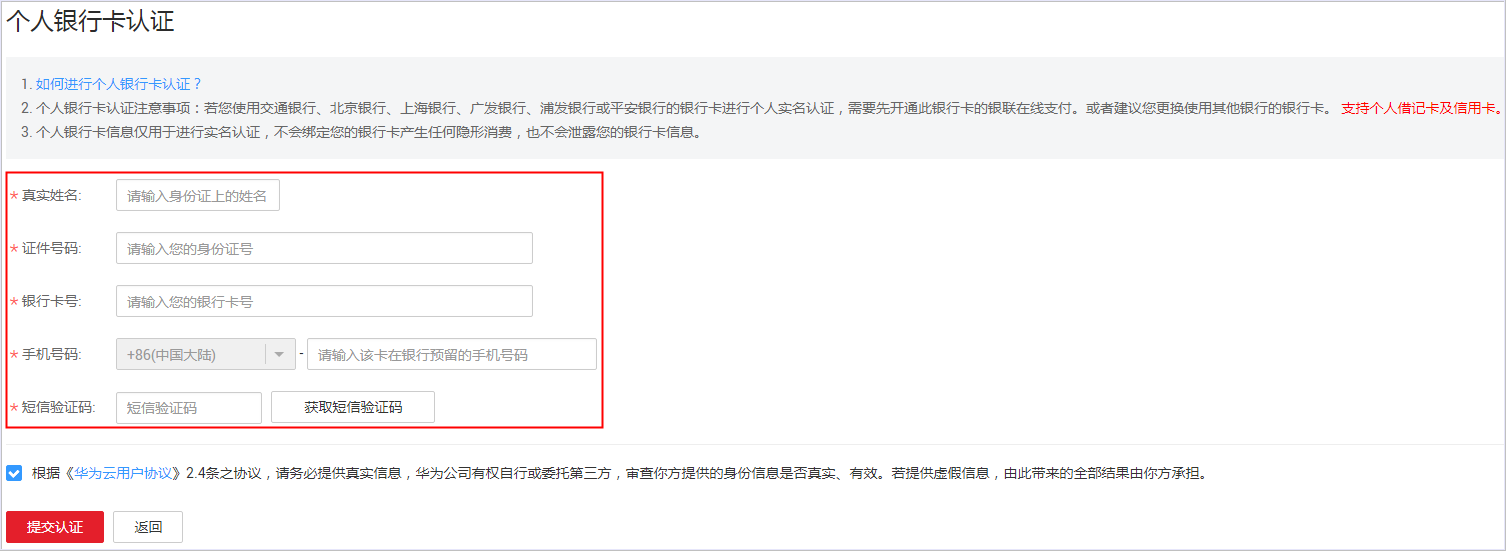 个人银行卡认证
1. 如何进行个人银行卡认证？
2. 个人银行卡认证注意事项：若您使用交通银行、北京银行、上海银行、广发银行、浦发银行或平安银行的银行卡进行个人实名认证，需要先开通此银行卡的银联在线支付。或者建议您更换使用其他银行的银行卡。 支持个人借记卡及信用卡。
3. 个人银行卡信息仅用于进行实名认证，不会绑定您的银行卡产生任何隐形消费，也不会泄露您的银行卡信息。
* 真实姓名: 请输入身份证上的姓名
* 证件号码: 请输入您的身份证号
* 银行卡号: 请输入您的银行卡号
* 手机号码: +86(中国大陆) - 请输入该卡在银行预留的手机号码
* 短信验证码: 短信验证码 获取短信验证码
根据《华为云用户协议》2.4条之协议，请务必提供真实信息，华为公司有权自行或委托第三方，审查你方提供的身份信息是否真实、有效。若提供虚假信息，由此带来的全部结果由你方承担。
提交认证 返回